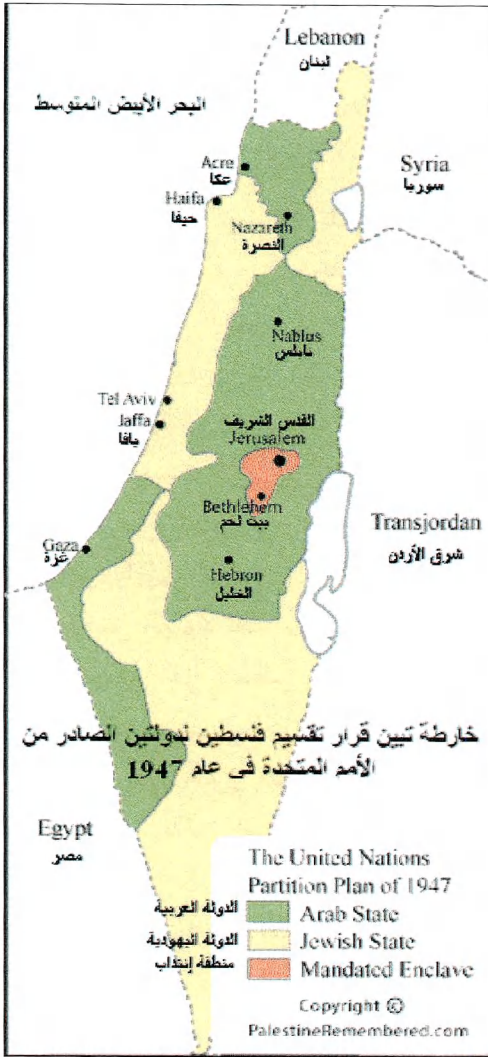 Lebanon
لبنان
البحر الأبيض المتوسط
Acre
عكا
Syria
سوريا
Haifa
حيفا
Nazareth
الناصرة
Nablus
نابلس
Tel Aviv
Jaffa
يافا
القدس الشريف
Jerusalem
Bethlehem
بيت لحم
Transjordan
شرق الأردن
Gaza
غزة
Hebron
الخليل
خارطة تبين قرار تقسيم فلسطين لدولتين الصادر من
الأمم المتحدة فى عام 1947
Egypt
مصر
The United Nations
Partition Plan of 1947
الدولة العربية Arab State
الدولة اليهودية Jewish State
منطقة إنتداب Mandated Enclave
Copyright ©
PalestineRemembered.com